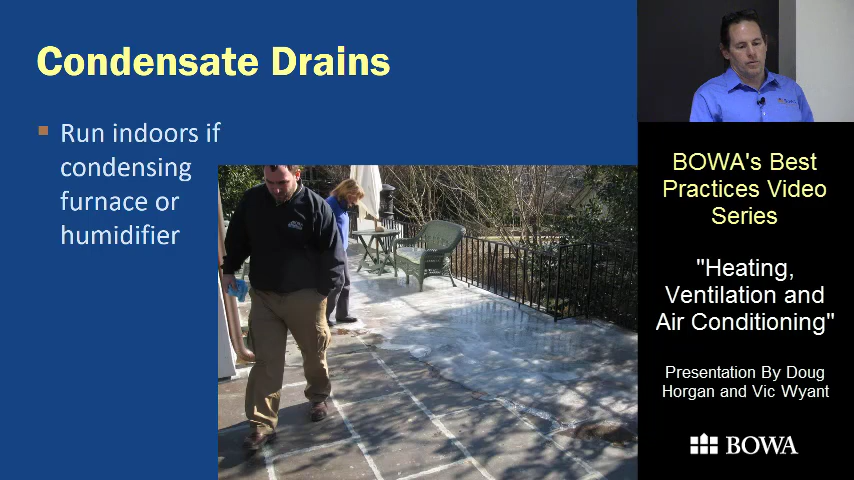 Condensate Drains
Run indoors if
condensing
furnace or
humidifier
BOWA's Best
Practices Video
Series
"Heating,
Ventilation and
Air Conditioning"
Presentation By Doug
Horgan and Vic Wyant
BOWA